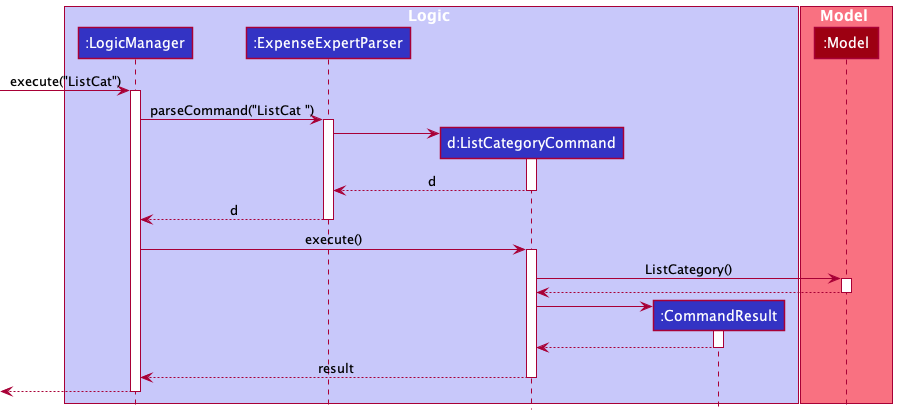 Logic
Model
:LogicManager
:ExpenseExpertParser
:Model
execute("ListCat")
parseCommand("ListCat ")
d:ListCategoryCommand
d
d
execute()
ListCategory()
:CommandResult
result